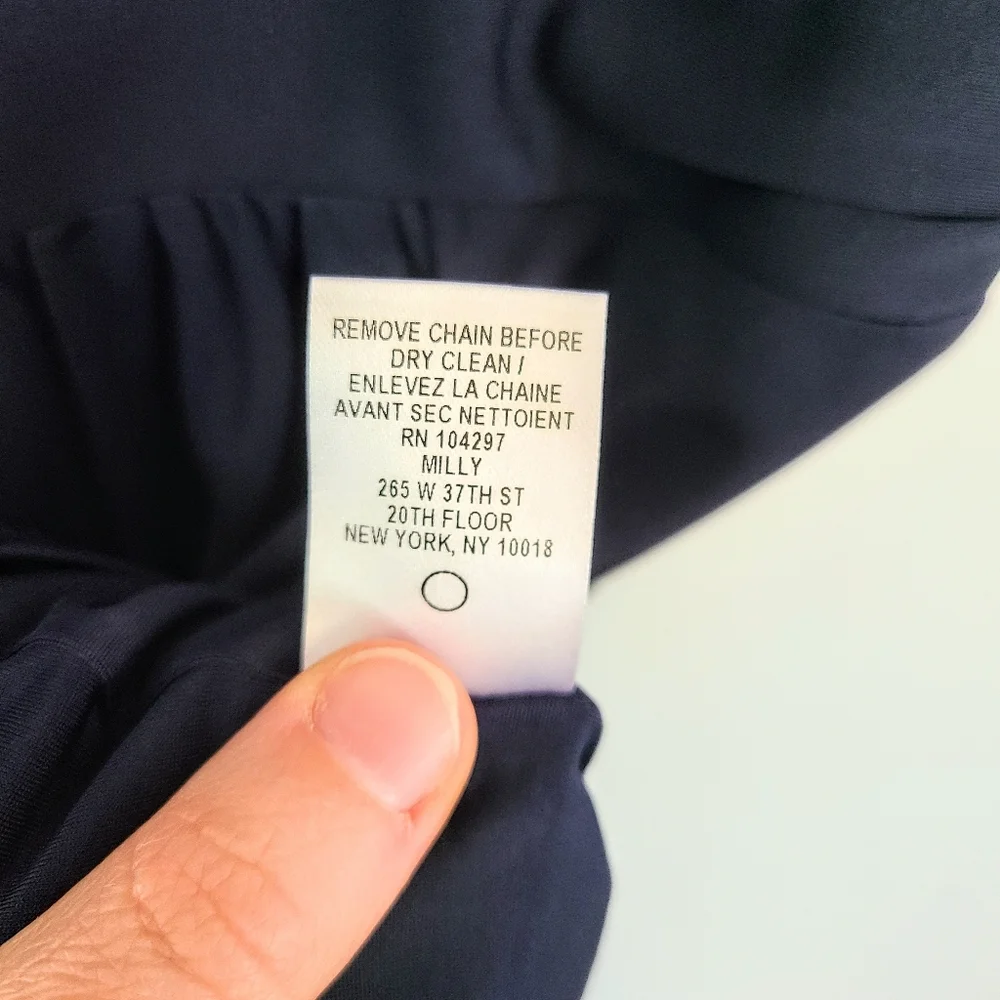 REMOVE CHAIN BEFORE
DRY CLEAN /
ENLEVEZ LA CHAINE
AVANT SEC NETTOIENT
RN 104297
MILLY
265 W 37TH ST
20TH FLOOR
NEW YORK, NY 10018